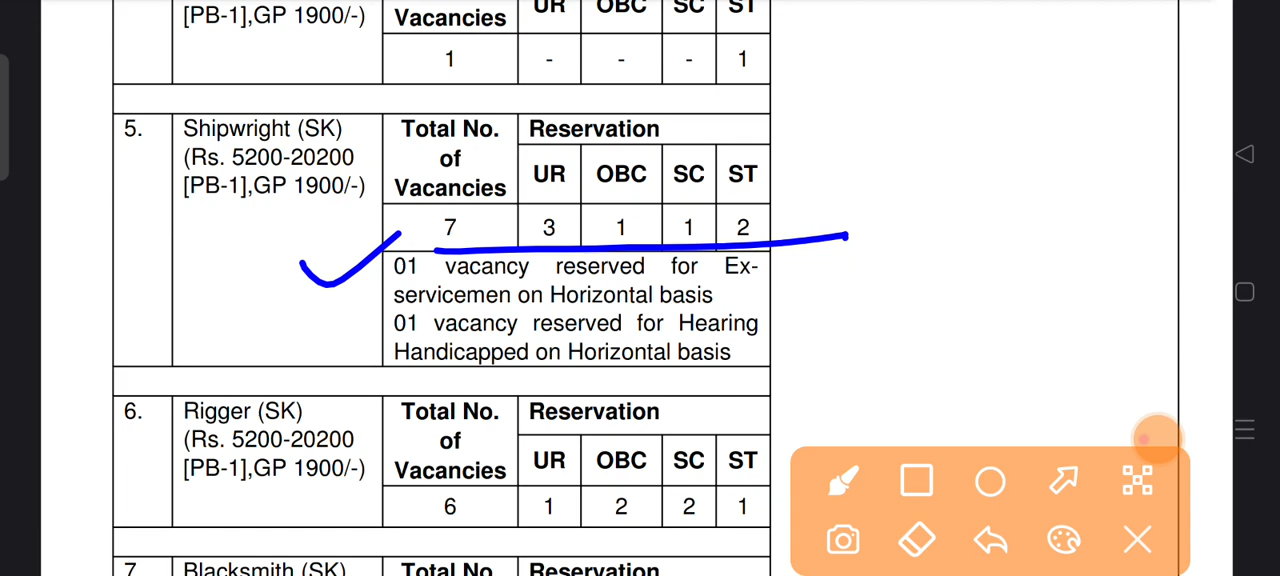 [PB-1],GP 1900/-)
Vacancies
UR OBC SC ST
1 - - - 1
5. Shipwright (SK)
(Rs. 5200-20200
[PB-1],GP 1900/-)
Total No.
of
Vacancies
Reservation
UR OBC SC ST
7 3 1 1 2
01 vacancy reserved for Ex-
servicemen on Horizontal basis
01 vacancy reserved for Hearing
Handicapped on Horizontal basis
6. Rigger (SK)
(Rs. 5200-20200
[PB-1],GP 1900/-)
Total No.
of
Vacancies
Reservation
UR OBC SC ST
6 1 2 2 1
7 Blacksmith (SK)
Total No.
Reservation